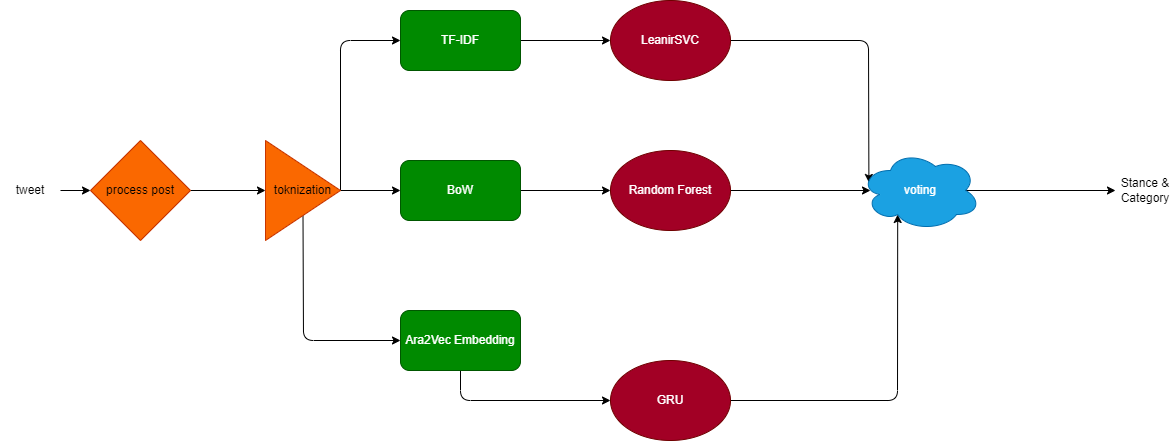 tweet
process post
toknization
TF-IDF
LeanirSVC
BoW
Random Forest
Ara2Vec Embedding
GRU
voting
Stance &
Category